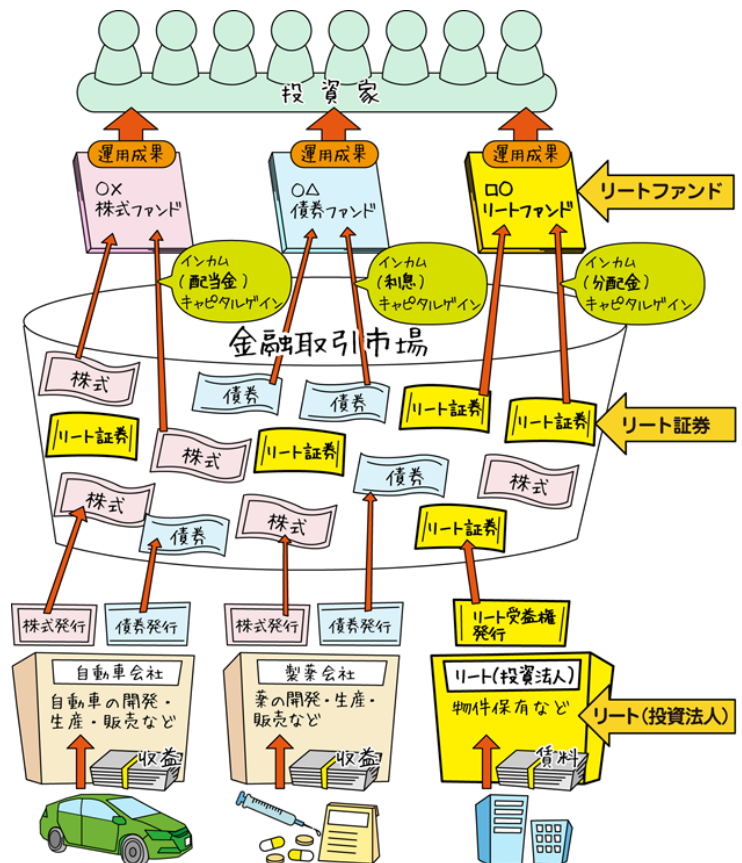 投資家
運用成果
運用成果
運用成果
○×
株式ファンド
○△
債券ファンド
□○
リートファンド
リートファンド
インカム
(配当金)
キャピタルゲイン
インカム
(利息)
キャピタルゲイン
インカム
(分配金)
キャピタルゲイン
金融取引市場
株式
債券
債券
リート証券
リート証券
リート証券
リート証券
株式
リート証券
債券
株式
株式
債券
株式
リート証券
株式発行
債券発行
株式発行
債券発行
リート受益権
発行
自動車会社
自動車の開発・
生産・販売など
収益
製薬会社
薬の開発・生産・
販売など
収益
リート(投資法人)
物件保有など
賃料
リート(投資法人)